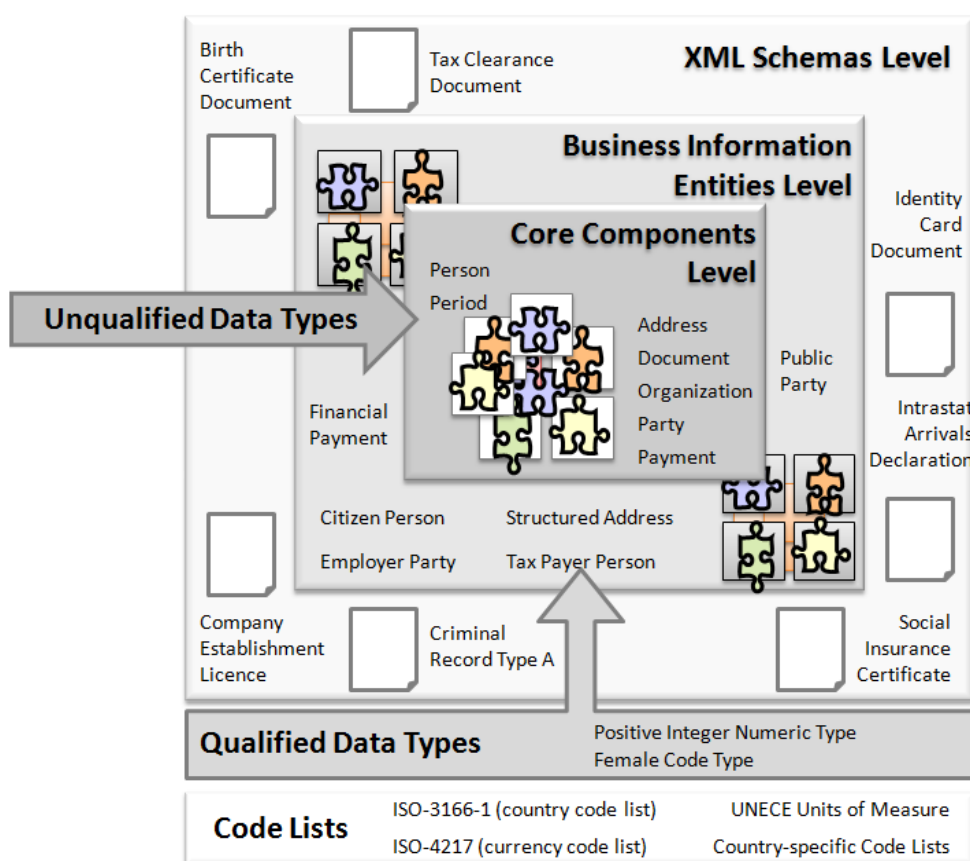 Birth
Certificate
Document
Tax Clearance
Document
XML Schemas Level
Business Information
Entities Level
Identity
Card
Document
Core Components
Level
Person
Period
Unqualified Data Types
Address
Document
Organization
Party
Payment
Public
Party
Financial
Payment
Intrastat
Arrivals
Declaration
Citizen Person
Structured Address
Employer Party
Tax Payer Person
Company
Establishment
Licence
Criminal
Record Type A
Social
Insurance
Certificate
Qualified Data Types
Positive Integer Numeric Type
Female Code Type
Code Lists
ISO-3166-1 (country code list)
UNECE Units of Measure
ISO-4217 (currency code list)
Country-specific Code Lists